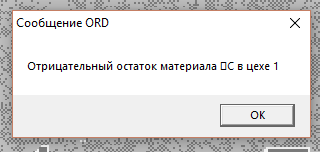 Сообщение ORD
Отрицательный остаток материала ▯С в цехе 1
OK